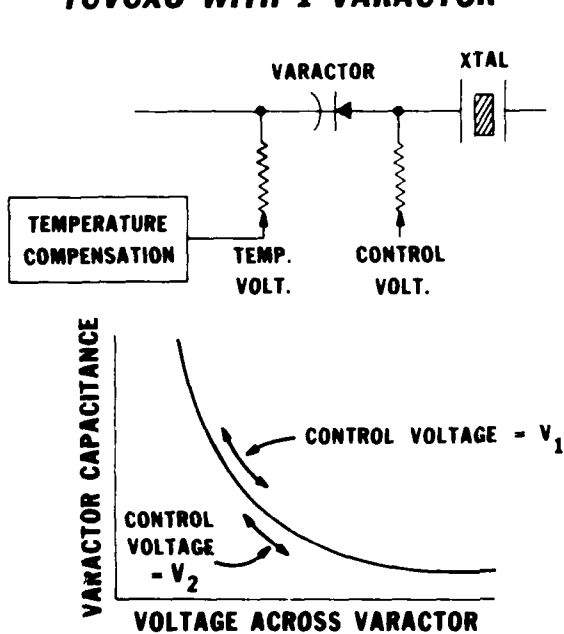 TCVCXO WITH 1 VARACTOR
XTAL
VARACTOR
TEMPERATURE
COMPENSATION
TEMP.
VOLT.
CONTROL
VOLT.
VARACTOR CAPACITANCE
CONTROL VOLTAGE = V1
CONTROL
VOLTAGE
= V2
VOLTAGE ACROSS VARACTOR